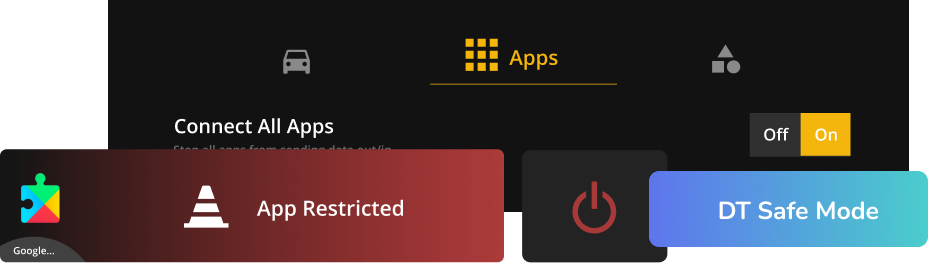 Apps
Connect All Apps
Off On
Stop all apps from sending data out/in
App Restricted
DT Safe Mode
Google...